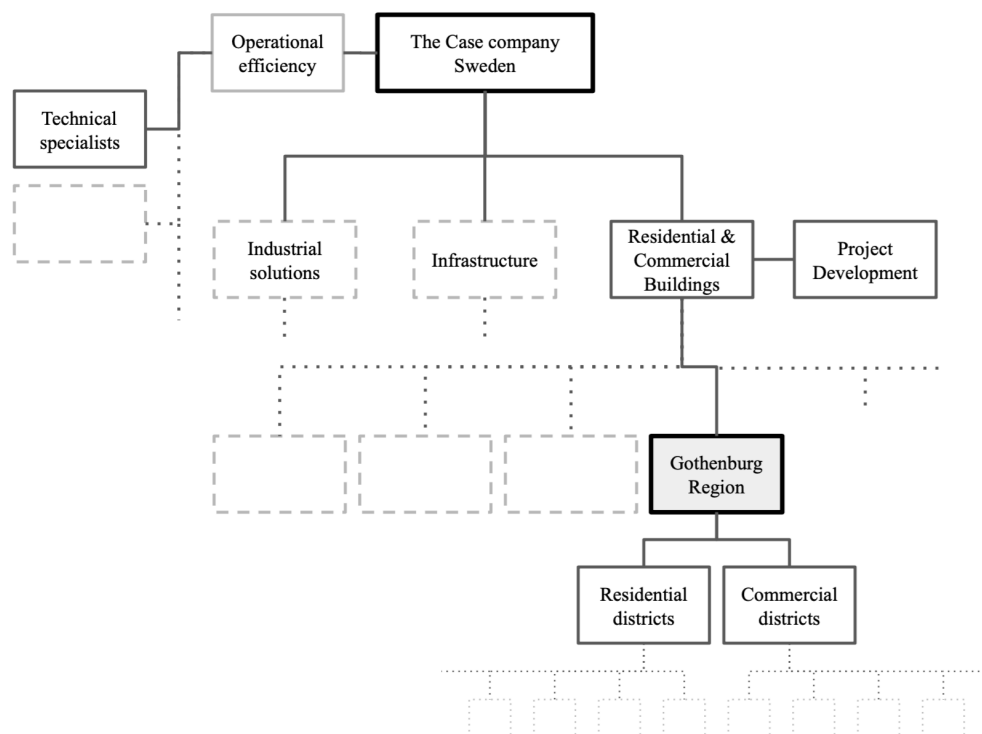 Operational
efficiency
The Case company
Sweden
Technical
specialists
Industrial
solutions
Infrastructure
Residential &
Commercial
Buildings
Project
Development
Gothenburg
Region
Residential
districts
Commercial
districts